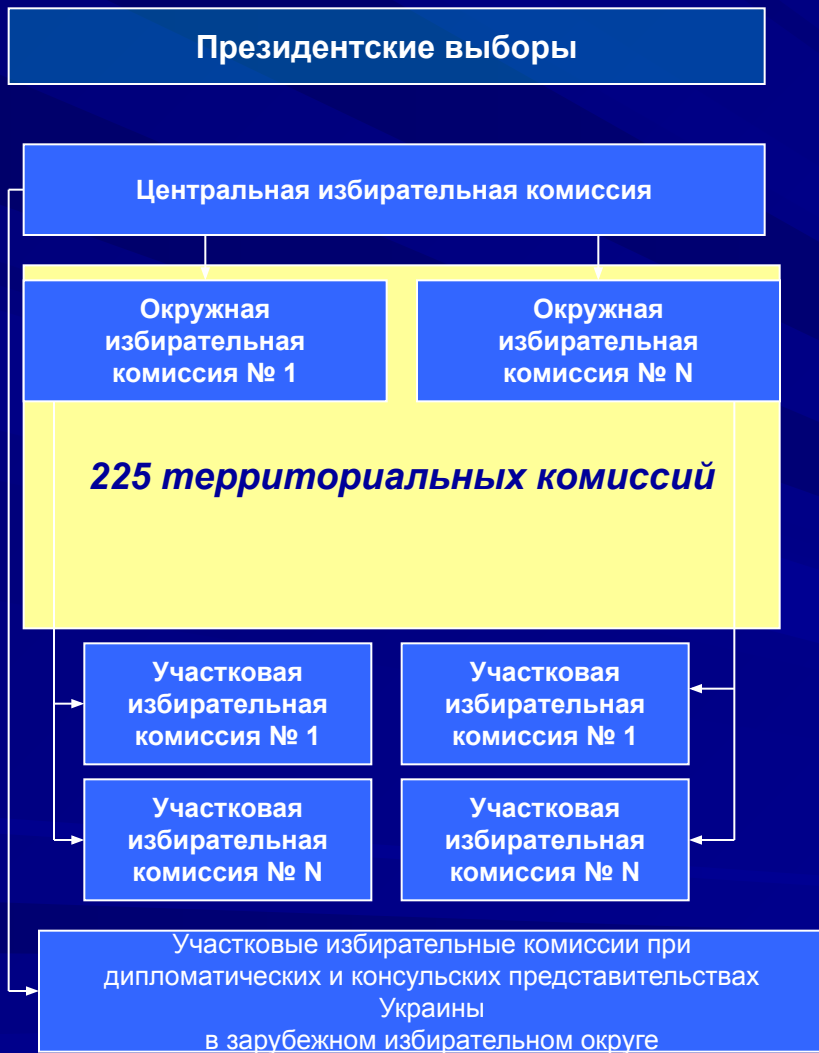 Президентские выборы
Центральная избирательная комиссия
Окружная
избирательная
комиссия № 1
Окружная
избирательная
комиссия № N
225 территориальных комиссий
Участковая
избирательная
комиссия № 1
Участковая
избирательная
комиссия № 1
Участковая
избирательная
комиссия № N
Участковая
избирательная
комиссия № N
Участковые избирательные комиссии при
дипломатических и консульских представительствах
Украины
в зарубежном избирательном округе